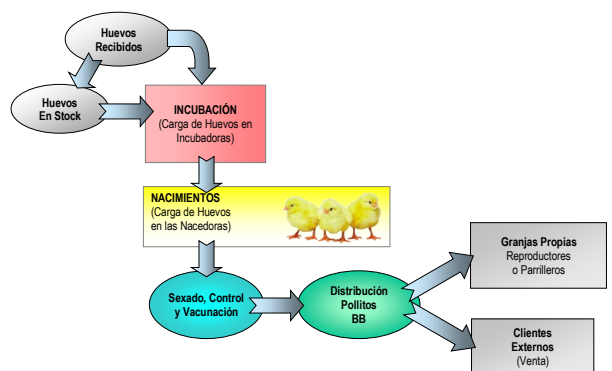 Huevos
Recibidos
Huevos
En Stock
INCUBACIÓN
(Carga de Huevos en
Incubadoras)
NACIMIENTOS
(Carga de Huevos
en las Nacedoras)
Sexado, Control
y Vacunación
Distribución
Pollitos
BB
Granjas Propias
Reproductores
o Parrilleros
Clientes
Externos
(Venta)